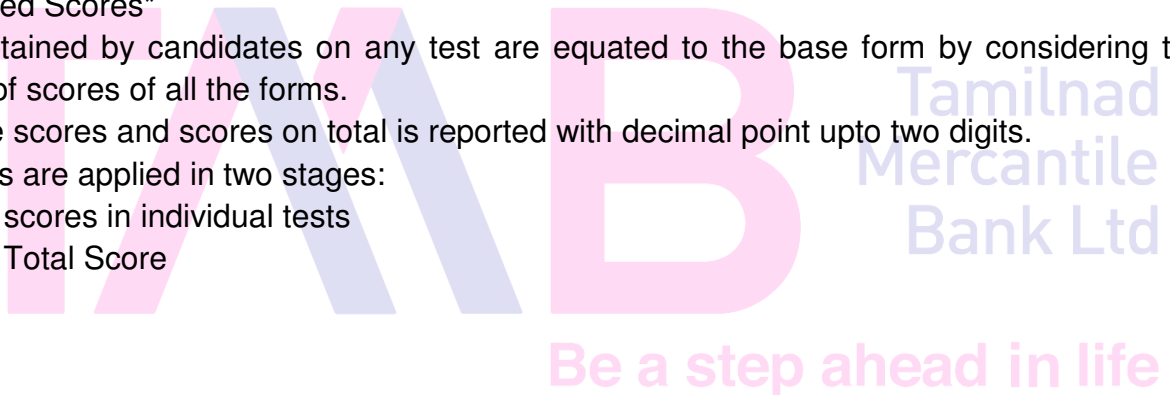 ed Scores*
tained by candidates on any test are equated to the base form by considering t
of scores of all the forms.
e scores and scores on total is reported with decimal point upto two digits.
s are applied in two stages:
scores in individual tests
Total Score
TMB
Tamilnad
Mercantile
Bank Ltd
Be a step ahead in life